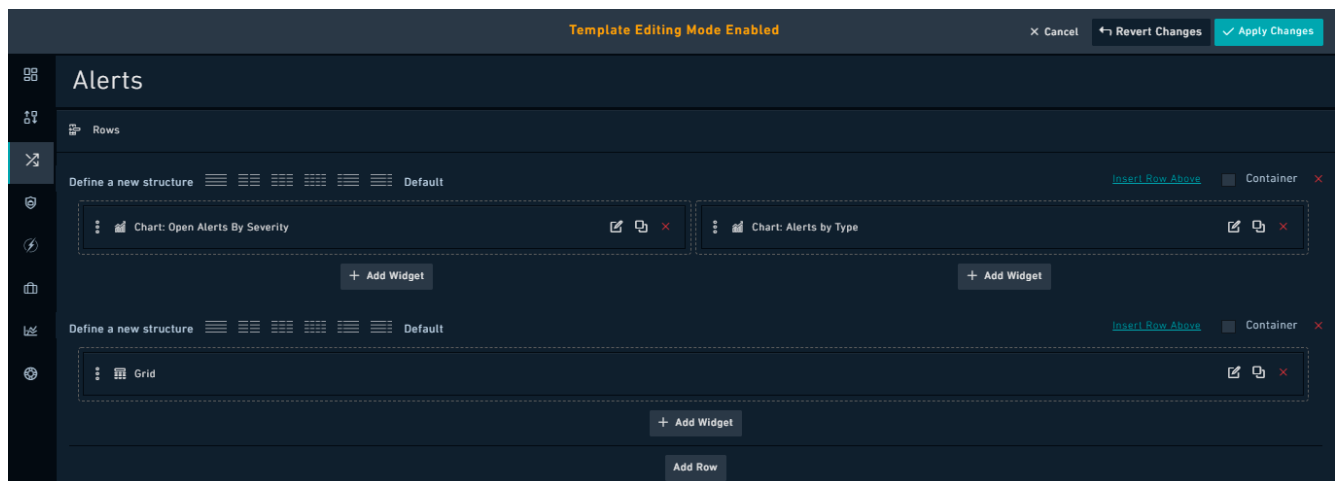 Template Editing Mode Enabled
Cancel
Revert Changes
Apply Changes
Alerts
Rows
Define a new structure
Default
Insert Row Above
Container
Chart: Open Alerts By Severity
Chart: Alerts by Type
+ Add Widget
+ Add Widget
Define a new structure
Default
Insert Row Above
Container
Grid
+ Add Widget
Add Row